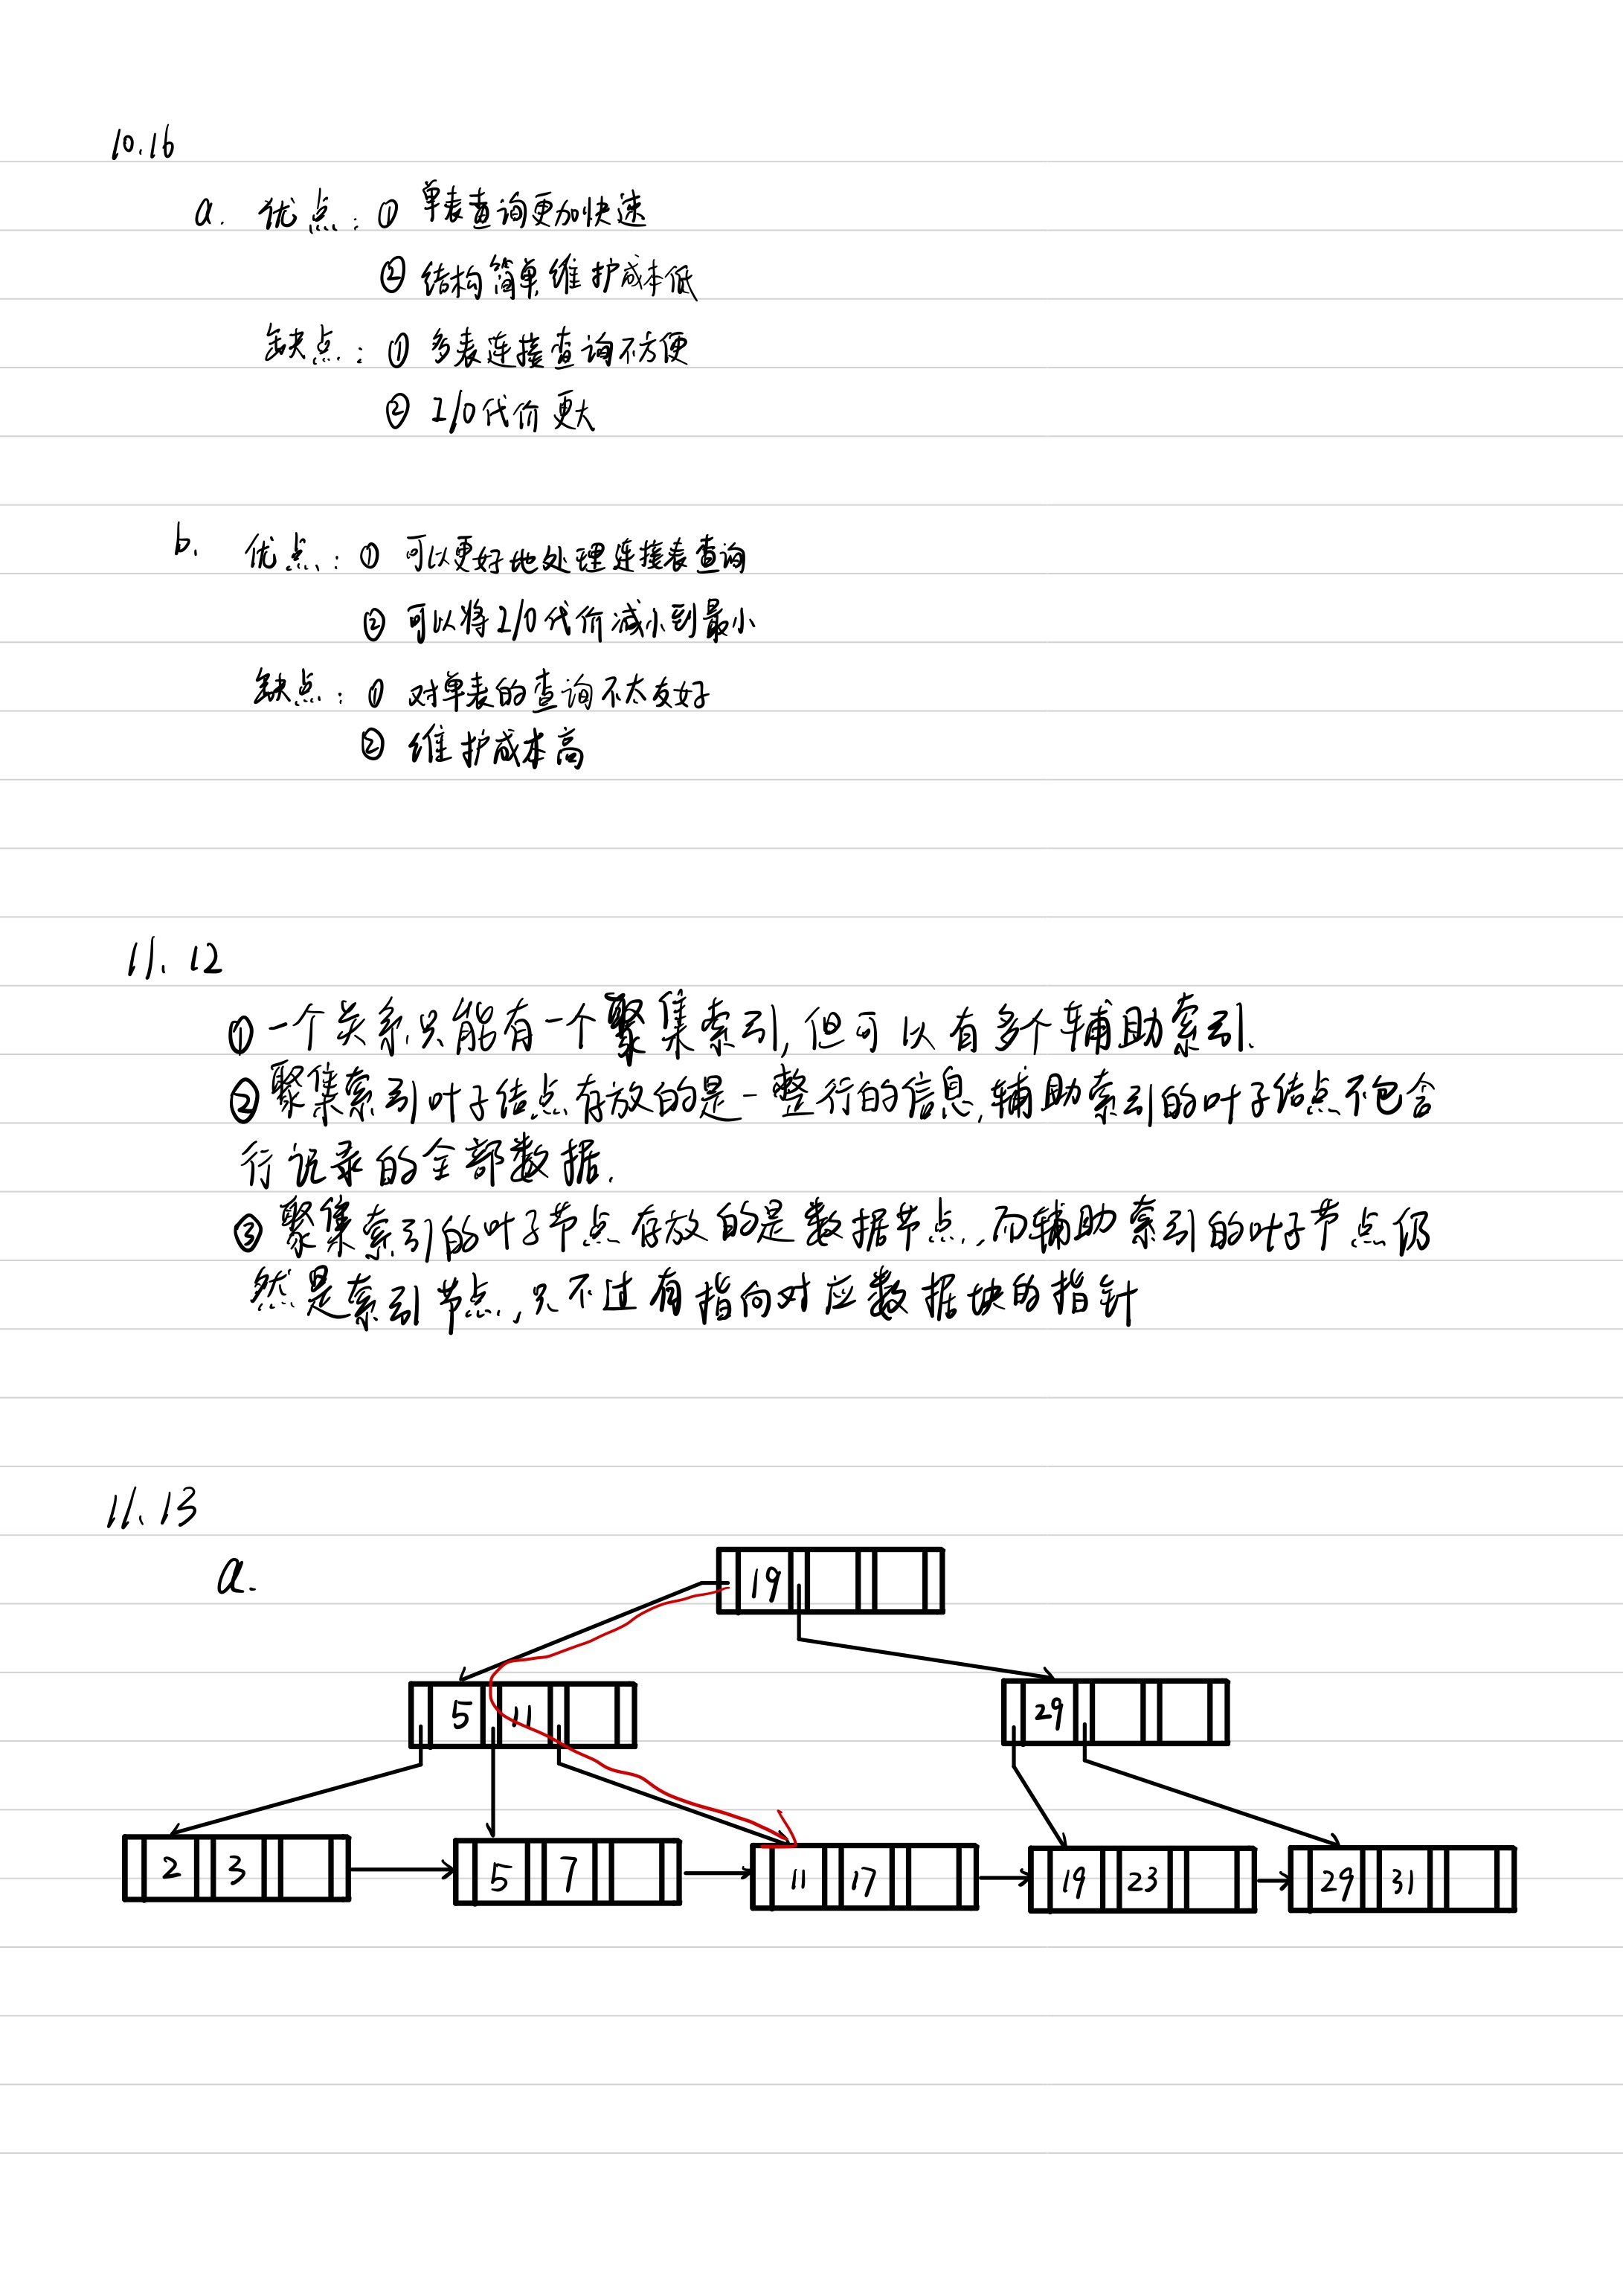 10.16
a. 优点：① 单表查询更加快速
② 结构简单,维护成本低
缺点：① 多表连接查询不方便
② I/O代价更大
b. 优点：① 可以更好地处理连接表查询
② 可以将I/O代价减小到最小
缺点：① 对单表的查询不太友好
② 维护成本高
11.12
① 一个关系只能有一个聚集索引,但可以有多个辅助索引.
② 聚集索引叶子结点存放的是一整行的信息,辅助索引的叶子结点不包含
行记录的全部数据.
③ 聚集索引的叶子节点存放的是数据节点,而辅助索引的叶子节点仍
然是索引节点,只不过有指向对应数据块的指针
11.13
a.
19
5 11 29
2 3 5 7 11 17 19 23 29 31